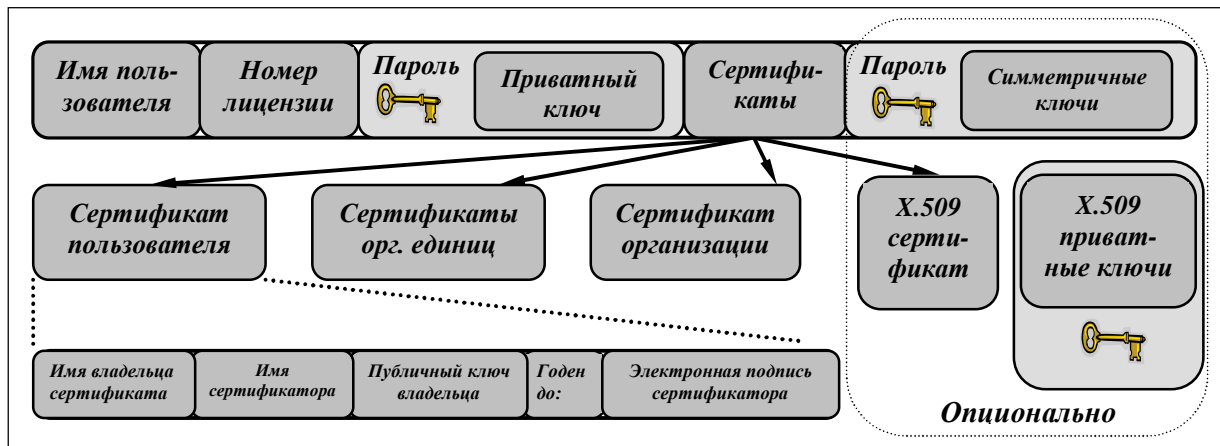 Имя поль-
зователя
Номер
лицензии
Пароль
Приватный
ключ
Сертифи-
каты
Пароль
Симметричные
ключи
Сертификат
пользователя
Сертификаты
орг. единиц
Сертификат
организации
X.509
серти-
фикат
X.509
приват-
ные ключи
Имя владельца
сертификата
Имя
сертификатора
Публичный ключ
владельца
Годен
до:
Электронная подпись
сертификатора
Опционально